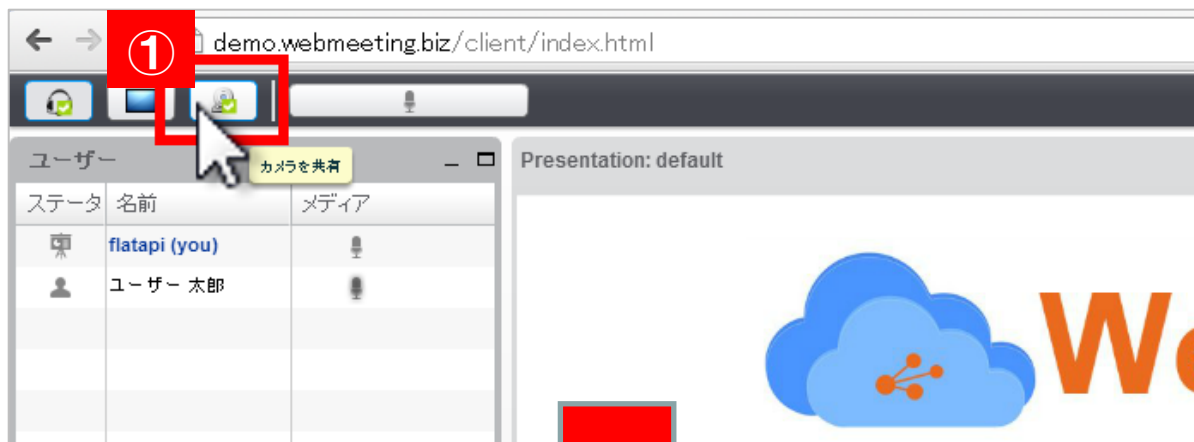 ①
demo.webmeeting.biz/client/index.html
カメラを共有
ユーザー
Presentation: default
ステータ 名前 メディア
flatapi (you)
ユーザー 太郎
We